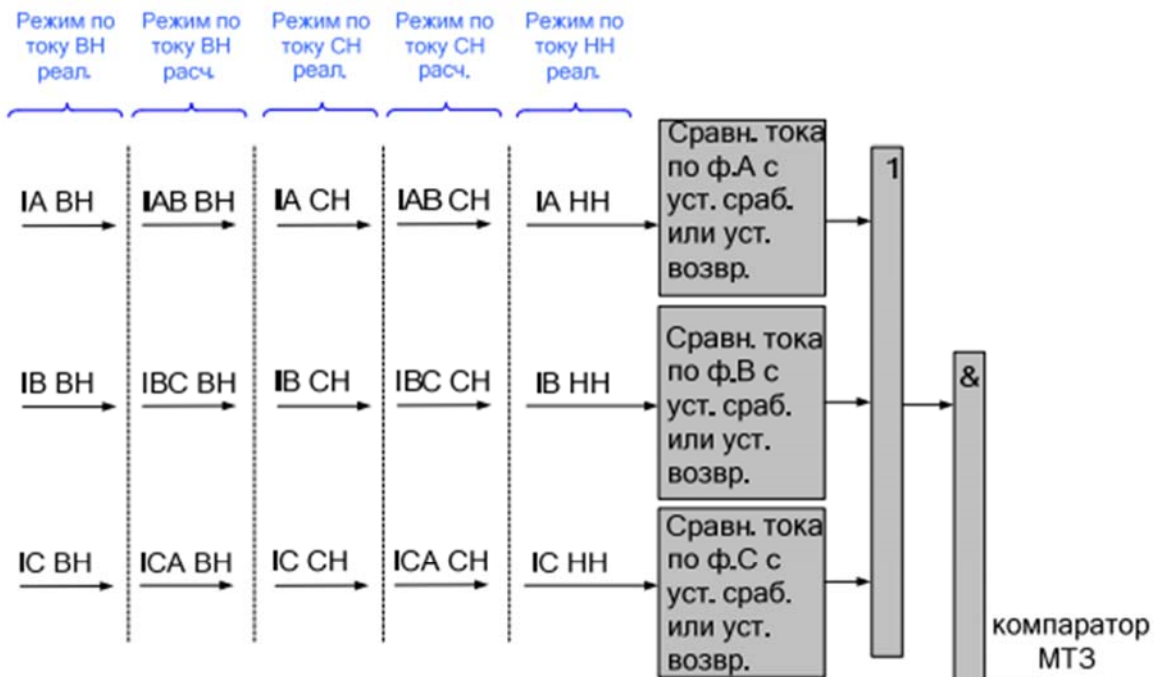 Режим по
току ВН
реал.
Режим по
току ВН
расч.
Режим по
току СН
реал.
Режим по
току СН
расч.
Режим по
току НН
реал.
IA ВН
IAB ВН
IA СН
IAB СН
IA НН
Сравн. тока
по ф.А с
уст. сраб.
или уст.
возвр.
1
IB ВН
IBC ВН
IB СН
IBC СН
IB НН
Сравн. тока
по ф.В с
уст. сраб.
или уст.
возвр.
&
IC ВН
ICA ВН
IC СН
ICA СН
IC НН
Сравн. тока
по ф.С с
уст. сраб.
или уст.
возвр.
компаратор
МТЗ